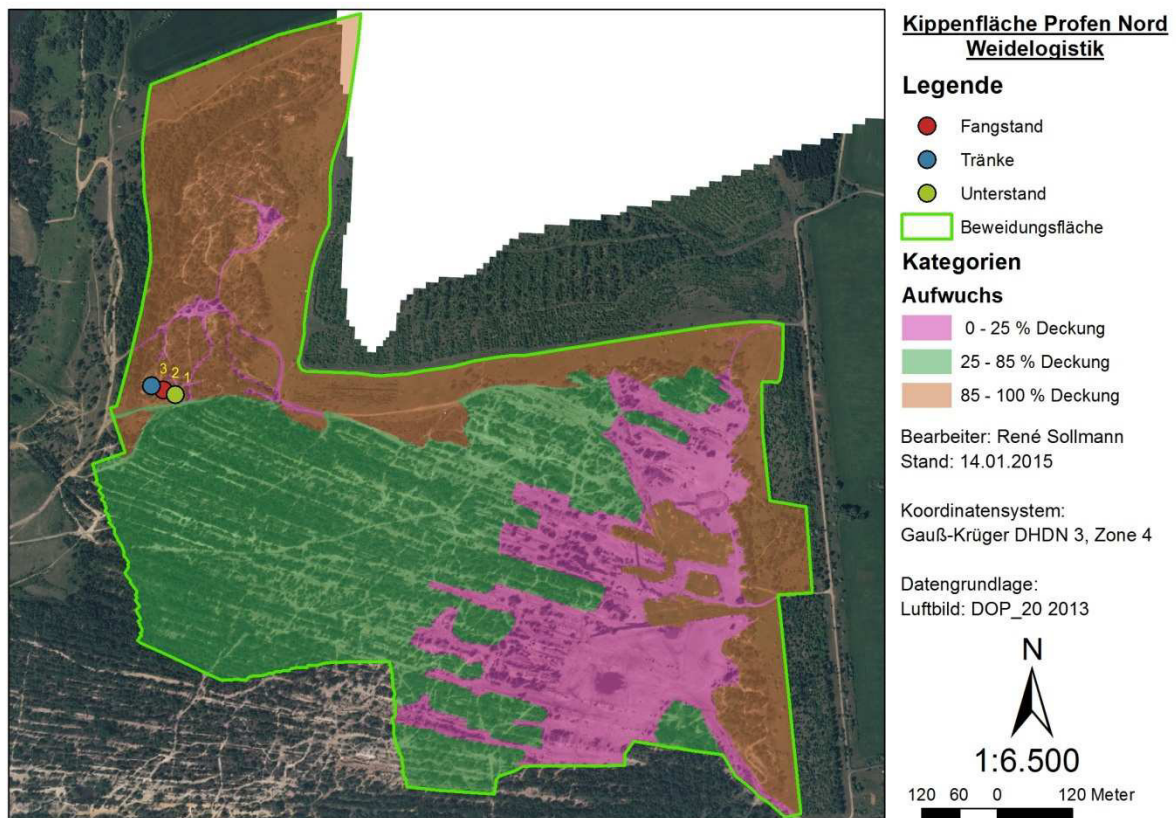 Kippenfläche Profen Nord
Weidelogistik
Legende
Fangstand
Tränke
Unterstand
Beweidungsfläche
Kategorien
Aufwuchs
0 - 25 % Deckung
25 - 85 % Deckung
85 - 100 % Deckung
Bearbeiter: René Sollmann
Stand: 14.01.2015
Koordinatensystem:
Gauß-Krüger DHDN 3, Zone 4
Datengrundlage:
Luftbild: DOP_20 2013
N
1:6.500
120 60 0 120 Meter
3 2 1